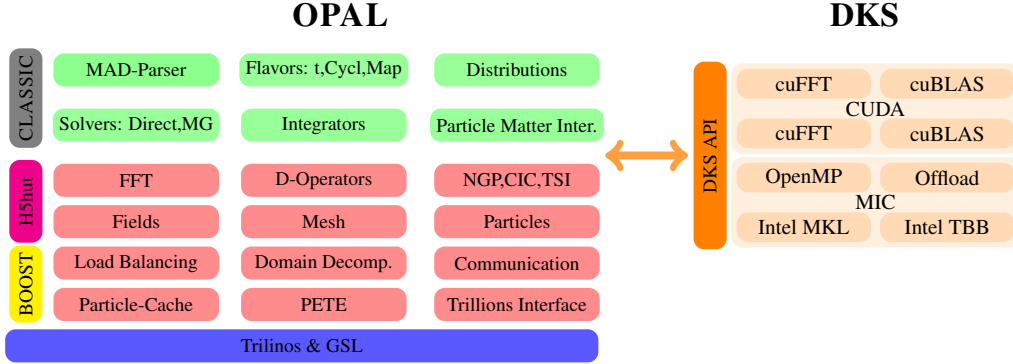 OPAL
DKS
CLASSIC
MAD-Parser
Flavors: t,Cycl,Map
Distributions
Solvers: Direct,MG
Integrators
Particle Matter Inter.
H5hut
FFT
D-Operators
NGP,CIC,TSI
Fields
Mesh
Particles
BOOST
Load Balancing
Domain Decomp.
Communication
Particle-Cache
PETE
Trillions Interface
Trilinos & GSL
DKS API
cuFFT
cuBLAS
CUDA
cuFFT
cuBLAS
OpenMP
Offload
MIC
Intel MKL
Intel TBB